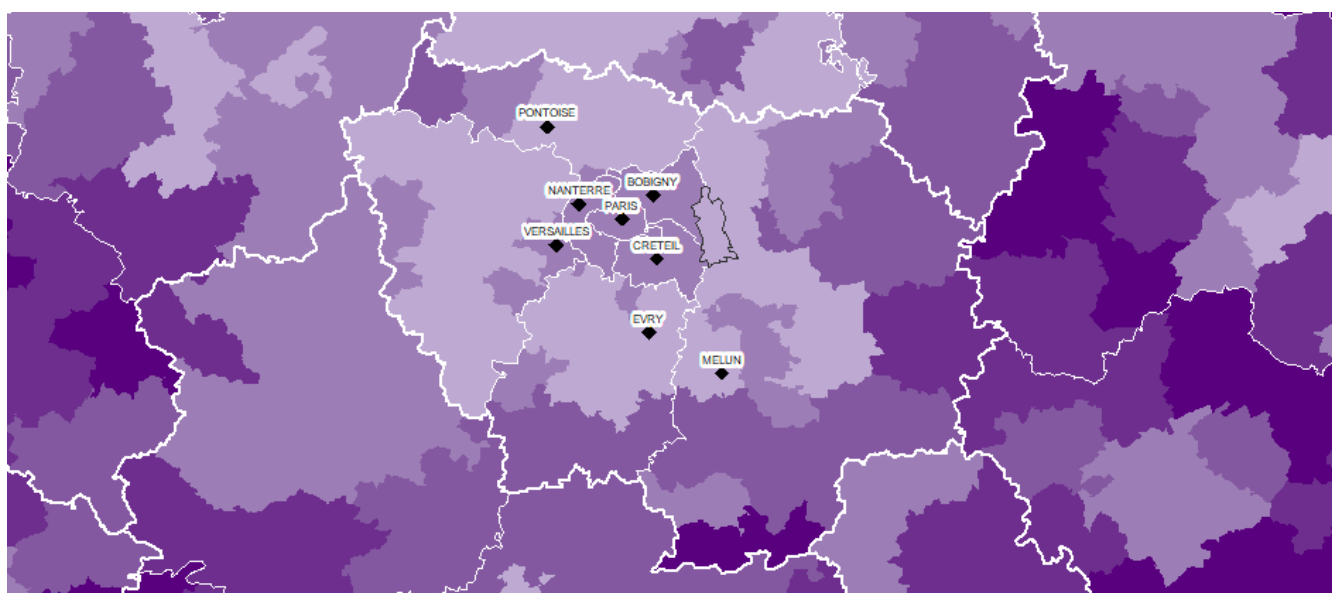 PONTOISE
BOBIGNY
NANTERRE
PARIS
VERSAILLES
CRETEIL
EVRY
MELUN